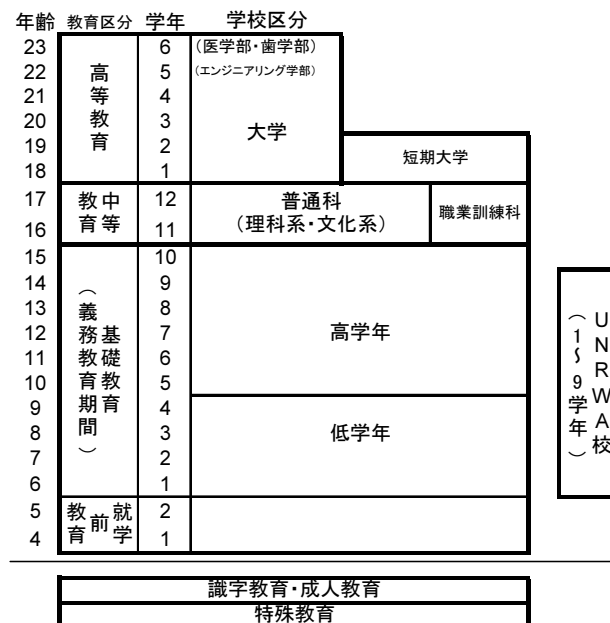 年齢 教育区分 学年 学校区分
23 6 (医学部・歯学部)
22 5 (エンジニアリング学部)
21 4
20 3
19 2
18 1
高等教育
大学
短期大学
17 12
16 11
中等教育
普通科
(理科系・文化系)
職業訓練科
15 10
14 9
13 8
12 7
11 6
10 5
9 4
8 3
7 2
6 1
基礎教育
(義務教育期間)
高学年
低学年
5 2
4 1
就学前教育
UNRWA校
(1~9学年)
識字教育・成人教育
特殊教育